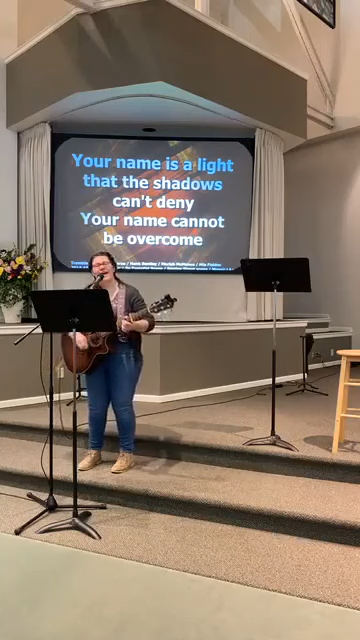 Your name is a light
that the shadows
can't deny
Your name cannot
be overcome